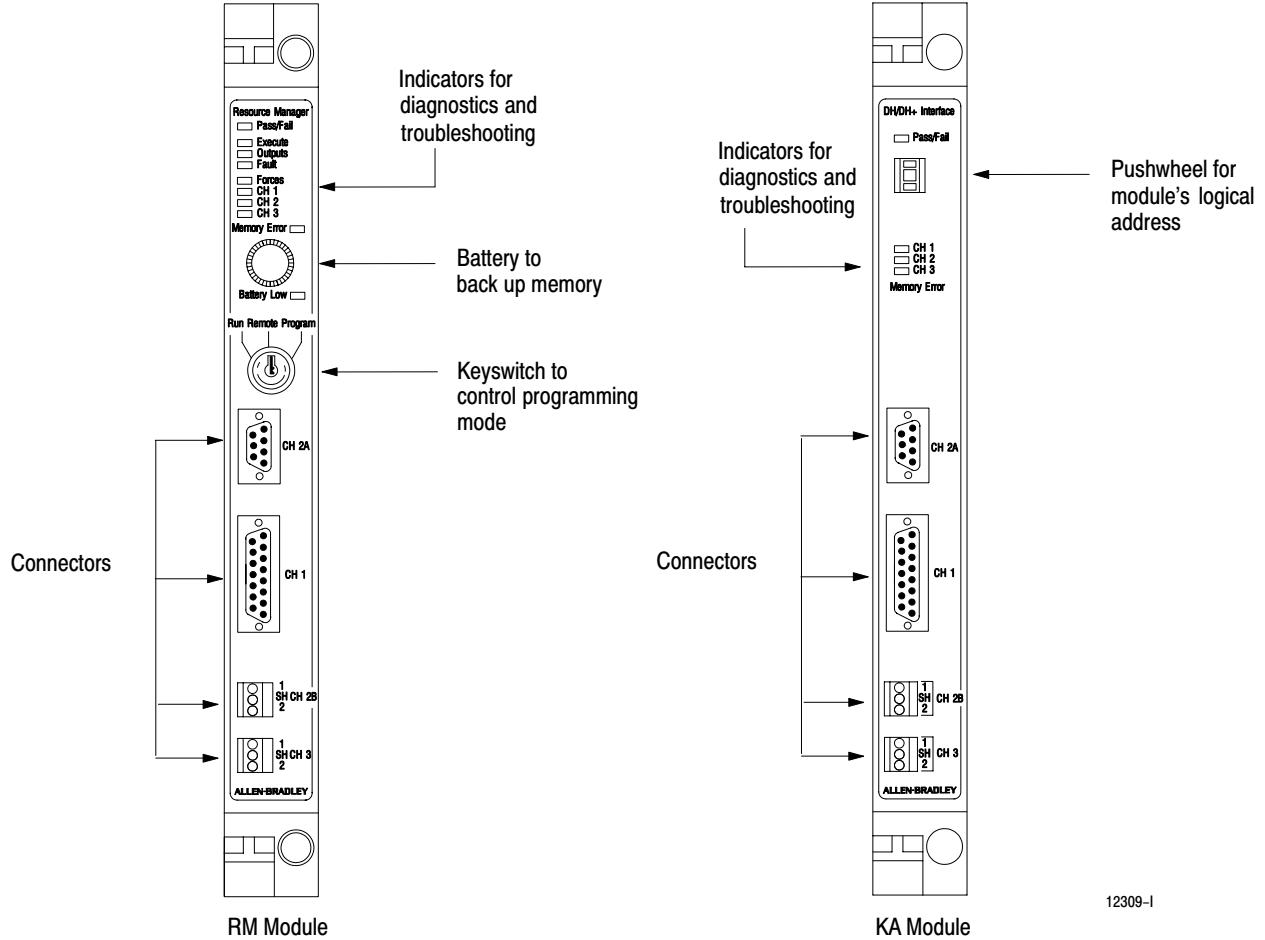 Indicators for
diagnostics and
troubleshooting
Resource Manager
Pass/Fail
Execute
Outputs
Fault
Forces
CH 1
CH 2
CH 3
Memory Error
Battery Low
Battery to
back up memory
Run Remote Program
Keyswitch to
control programming
mode
CH 2A
Connectors
CH 1
1
SH CH 2B
2
1
SH CH 3
2
ALLEN-BRADLEY
RM Module
DH/DH+ Interface
Pass/Fail
Indicators for
diagnostics and
troubleshooting
Pushwheel for
module's logical
address
CH 1
CH 2
CH 3
Memory Error
CH 2A
Connectors
CH 1
1
SH CH 2B
2
1
SH CH 3
2
ALLEN-BRADLEY
KA Module
12309-I